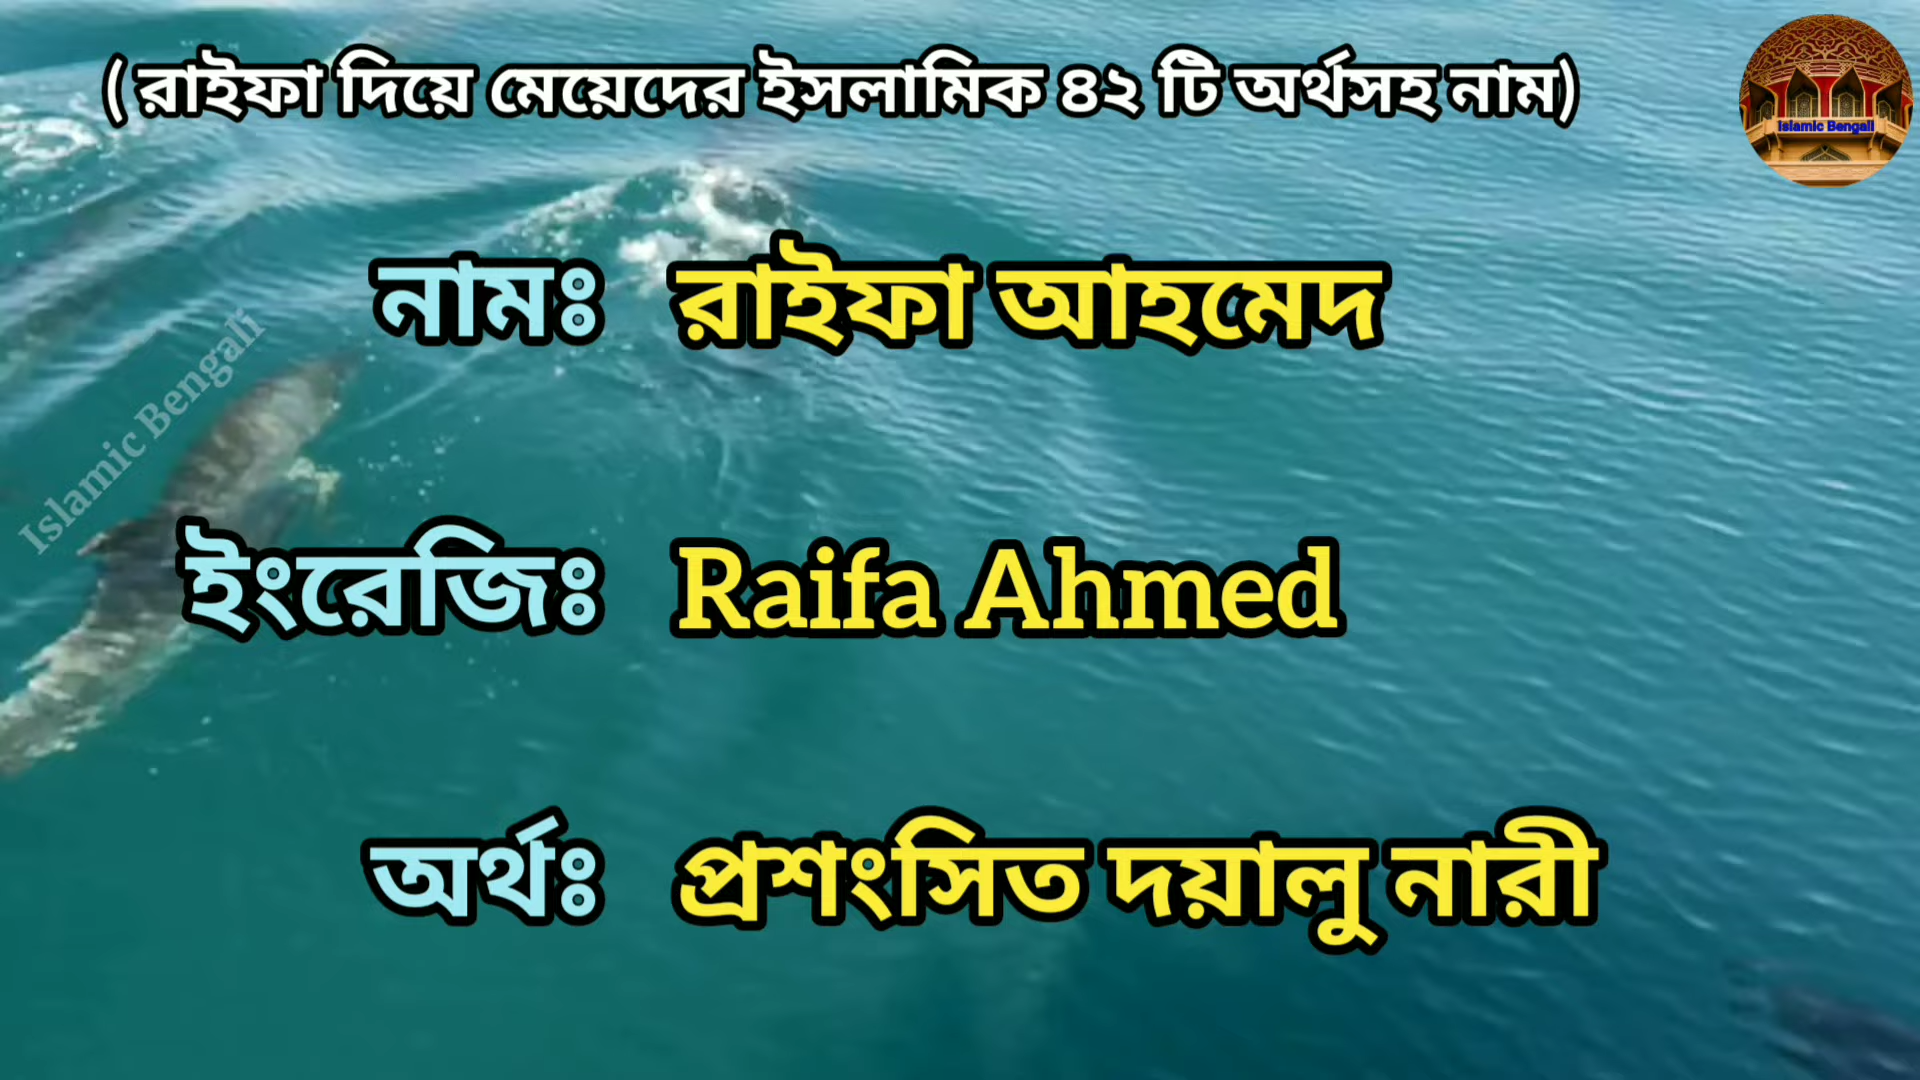 ( রাইফা দিয়ে মেয়েদের ইসলামিক ৪২ টি অর্থসহ নাম)
Islamic Bengali
নামঃ রাইফা আহমেদ
Islamic Bengali
ইংরেজিঃ Raifa Ahmed
অর্থঃ প্রশংসিত দয়ালু নারী